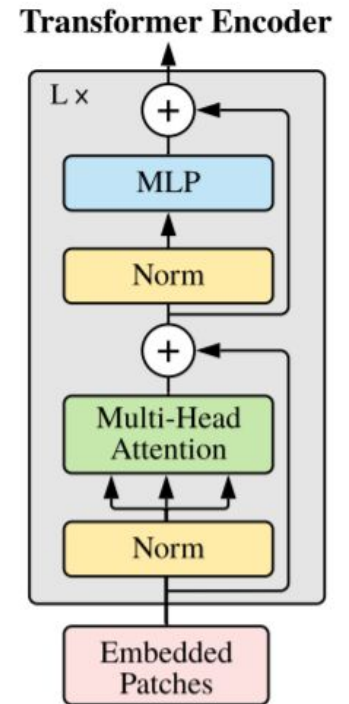 Transformer Encoder
L ×
+
MLP
Norm
+
Multi-Head
Attention
Norm
Embedded
Patches